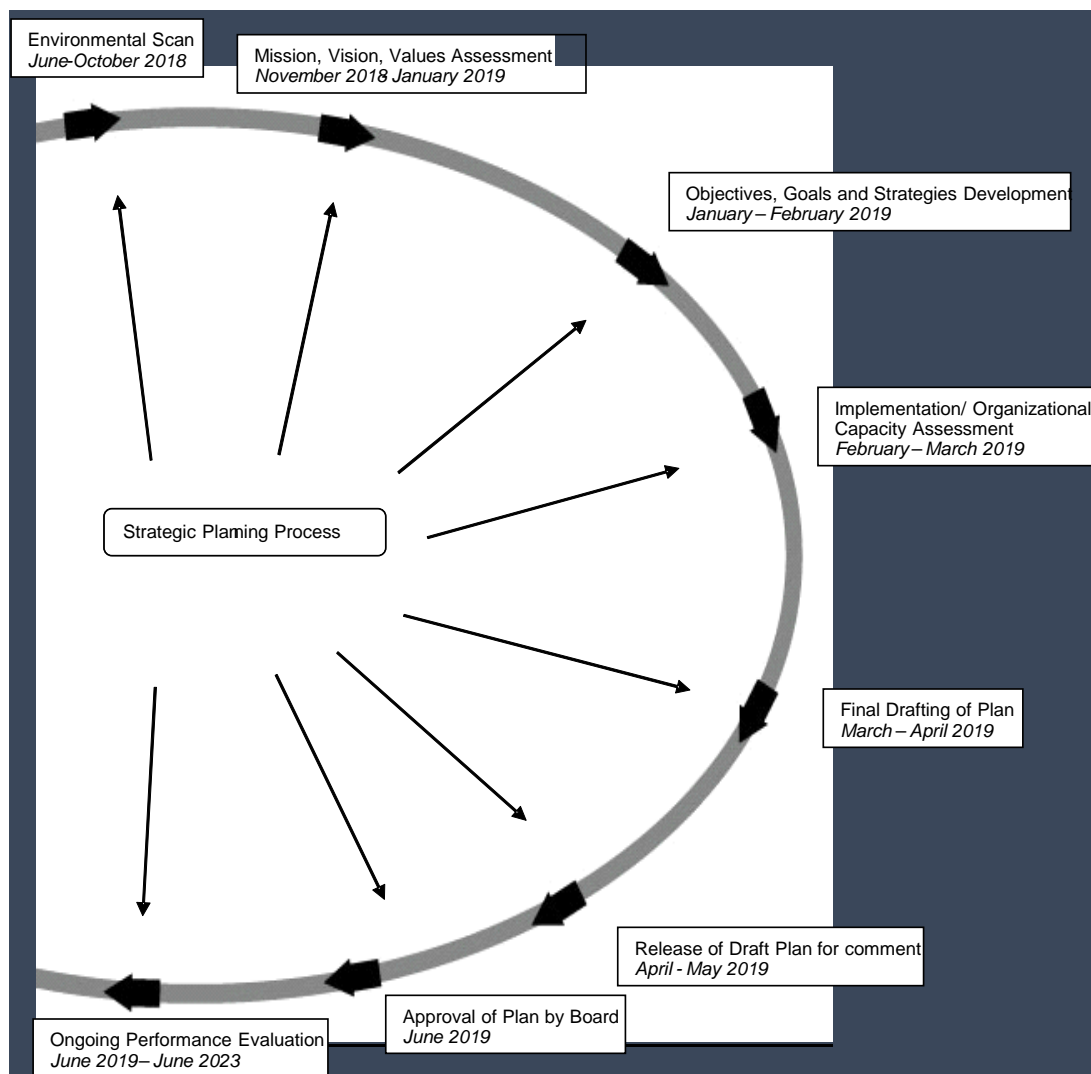 Environmental Scan
June-October 2018
Mission, Vision, Values Assessment
November 2018- January 2019
Objectives, Goals and Strategies Development
January – February 2019
Implementation/ Organizational
Capacity Assessment
February – March 2019
Strategic Planning Process
Final Drafting of Plan
March – April 2019
Release of Draft Plan for comment
April - May 2019
Approval of Plan by Board
June 2019
Ongoing Performance Evaluation
June 2019 – June 2023